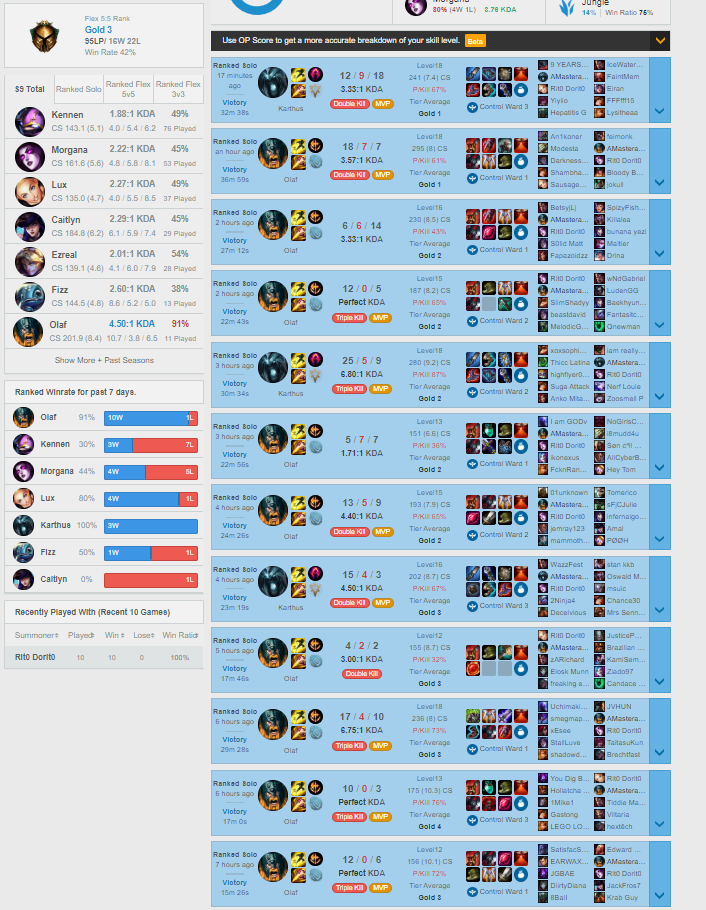 Flex 5:5 Rank
Gold 3
95LP/ 16W 22L
Win Rate 42%
S9 Total
Ranked Solo
Ranked Flex 5v5
Ranked Flex 3v3
Kennen 1.88:1 KDA 49%
CS 143.1 (5.1) 4.0 / 5.4 / 6.2 76 Played
Morgana 2.22:1 KDA 45%
CS 161.6 (5.6) 4.8 / 5.8 / 8.1 53 Played
Lux 2.27:1 KDA 49%
CS 135.0 (4.7) 4.0 / 5.5 / 8.5 37 Played
Caitlyn 2.29:1 KDA 45%
CS 184.8 (6.2) 6.1 / 5.9 / 7.4 29 Played
Ezreal 2.01:1 KDA 54%
CS 139.1 (4.6) 4.1 / 6.0 / 7.9 28 Played
Fizz 2.60:1 KDA 38%
CS 144.5 (4.8) 8.6 / 5.2 / 5.0 13 Played
Olaf 4.50:1 KDA 91%
CS 201.9 (8.4) 10.7 / 3.8 / 6.5 11 Played
Show More + Past Seasons
Ranked Winrate for past 7 days.
Olaf 91% 10W 1L
Kennen 30% 3W 7L
Morgana 44% 4W 5L
Lux 80% 4W 1L
Karthus 100% 3W
Fizz 50% 1W 1L
Caitlyn 0% 1L
Recently Played With (Recent 10 Games)
Summoner Played Win Lose Win Ratio
Rit0 Dorit0 10 10 0 100%
Morgana
80% (4W 1L) 3.76 KDA
Jungle
14% Win Ratio 75%
Use OP Score to get a more accurate breakdown of your skill level. Beta
Ranked Solo
17 minutes ago
Victory
32m 38s
Karthus
12 / 9 / 18
3.33:1 KDA
Double Kill MVP
Level18
241 (7.4) CS
P/Kill 67%
Tier Average
Gold 1
Control Ward 3
9 YEARS... IceWater...
AMastera... FaintMem
Rit0 Dorit0 Eiran
Yiylio FFFfff15
Hepatitis G Lysitheaa
Ranked Solo
an hour ago
Victory
36m 59s
Olaf
18 / 7 / 7
3.57:1 KDA
Double Kill MVP
Level18
295 (8) CS
P/Kill 61%
Tier Average
Gold 1
Control Ward 1
An1koner feimonk
Modesta AMastera...
Darkness... Rit0 Dorit0
Shambha... Bloody B...
Sausage... jokull
Ranked Solo
2 hours ago
Victory
27m 12s
Olaf
6 / 6 / 14
3.33:1 KDA
Level16
230 (8.5) CS
P/Kill 43%
Tier Average
Gold 2
Control Ward 1
BetsyjLj SpizyFish...
AMastera... Killalea
Rit0 Dorit0 bunana yezi
S0lid Matt Maltier
Fapazoidzz Drina
Ranked Solo
2 hours ago
Victory
22m 43s
Olaf
12 / 0 / 5
Perfect KDA
Triple Kill MVP
Level15
187 (8.2) CS
P/Kill 65%
Tier Average
Gold 2
Control Ward 2
Rit0 Dorit0 wNdGabriel
AMastera... LudenGG
SlimShadyy Baekhyun...
beastdavid Fantasitc...
MelodicG... Onewman
Ranked Solo
3 hours ago
Victory
30m 34s
Karthus
25 / 5 / 9
6.80:1 KDA
Triple Kill MVP
Level18
280 (9.2) CS
P/Kill 87%
Tier Average
Gold 2
Control Ward 2
xoxsophi... iam really...
Thicc Latina AMastera...
highflyer0... Rit0 Dorit0
Suga Attack Nerf Louie
Anko Mita... Zoosmell P
Ranked Solo
3 hours ago
Victory
22m 56s
Olaf
5 / 7 / 7
1.71:1 KDA
Level13
151 (6.6) CS
P/Kill 36%
Tier Average
Gold 2
Control Ward 1
I am GODv NoGirlsC...
AMastera... i8mudd4u
Rit0 Dorit0 Søn c'll ...
ikonexus AliCyberB...
FcknRan... Hey Tom
Ranked Solo
4 hours ago
Victory
24m 26s
Olaf
13 / 5 / 9
4.40:1 KDA
Double Kill MVP
Level15
193 (7.9) CS
P/Kill 65%
Tier Average
Gold 2
Control Ward 2
01unknown Tomerico
AMastera... sFjCJulie
Rit0 Dorit0 infernalgo...
jemray123 Amal
mammoth... PØØH
Ranked Solo
4 hours ago
Victory
23m 19s
Karthus
15 / 4 / 3
4.50:1 KDA
Double Kill MVP
Level16
202 (8.7) CS
P/Kill 67%
Tier Average
Gold 3
Control Ward 3
WazzFest stan kkb
AMastera... Oswald M...
Rit0 Dorit0 mauic
2Ninja4 Chance30
Deceivious Mrs Senn...
Ranked Solo
5 hours ago
Victory
17m 46s
Olaf
4 / 2 / 2
3.00:1 KDA
Double Kill
Level12
155 (8.7) CS
P/Kill 32%
Tier Average
Gold 3
Rit0 Dorit0 JusticeP...
AMastera... Brazilian ...
zARichard KamiSem...
Elosk Munn Ziado97
freaking e... Candace ...
Ranked Solo
6 hours ago
Victory
29m 28s
Olaf
17 / 4 / 10
6.75:1 KDA
Triple Kill MVP
Level18
236 (8) CS
P/Kill 73%
Tier Average
Gold 3
Control Ward 1
Uchimaki... JVHUN
smegmap... AMastera...
xEsee Rit0 Dorit0
StallLuve TaitasuKun
shadowd... Brechtfast
Ranked Solo
6 hours ago
Victory
17m 0s
Olaf
10 / 0 / 3
Perfect KDA
Triple Kill MVP
Level13
175 (10.3) CS
P/Kill 76%
Tier Average
Gold 4
Control Ward 3
You Dig B... Rit0 Dorit0
Hollatcha ... AMastera...
1Mike1 Tiddie Ma...
Gastong Viltaria
LEGO LO... hextëch
Ranked Solo
7 hours ago
Victory
15m 26s
Olaf
12 / 0 / 6
Perfect KDA
Triple Kill MVP
Level12
156 (10.1) CS
P/Kill 72%
Tier Average
Gold 3
Control Ward 1
SatisfacS... Edward ...
EARWAX... AMastera...
JGBAE Rit0 Dorit0
DirtyDiana JackFros7
8Ball Krab Guy